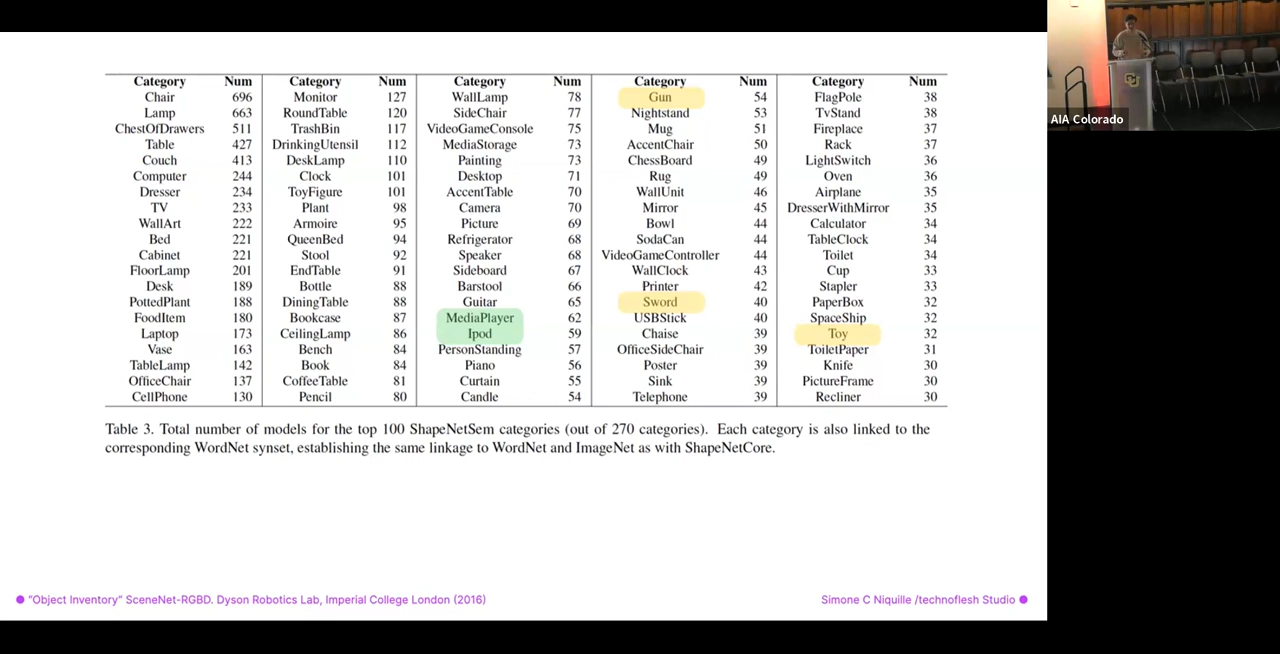 Category Num Category Num Category Num Category Num Category Num
Chair 696 Monitor 127 WallLamp 78 Gun 54 FlagPole 38
Lamp 663 RoundTable 120 SideChair 77 Nightstand 53 TvStand 38
ChestOfDrawers 511 TrashBin 117 VideoGameConsole 75 Mug 51 Fireplace 37
Table 427 DrinkingUtensil 112 MediaStorage 73 AccentChair 50 Rack 37
Couch 413 DeskLamp 110 Painting 73 ChessBoard 49 LightSwitch 36
Computer 244 Clock 101 Desktop 71 Rug 49 Oven 36
Dresser 234 ToyFigure 101 AccentTable 70 WallUnit 46 Airplane 35
TV 233 Plant 98 Camera 70 Mirror 45 DresserWithMirror 35
WallArt 222 Armoire 95 Picture 69 Bowl 44 Calculator 34
Bed 221 QueenBed 94 Refrigerator 68 SodaCan 44 TableClock 34
Cabinet 221 Stool 92 Speaker 68 VideoGameController 44 Toilet 34
FloorLamp 201 EndTable 91 Sideboard 67 WallClock 43 Cup 33
Desk 189 Bottle 88 Barstool 66 Printer 42 Stapler 33
PottedPlant 188 DiningTable 88 Guitar 65 Sword 40 PaperBox 32
FoodItem 180 Bookcase 87 MediaPlayer 62 USBStick 40 SpaceShip 32
Laptop 173 CeilingLamp 86 Ipod 59 Chaise 39 Toy 32
Vase 163 Bench 84 PersonStanding 57 OfficeSideChair 39 ToiletPaper 31
TableLamp 142 Book 84 Piano 56 Poster 39 Knife 30
OfficeChair 137 CoffeeTable 81 Curtain 55 Sink 39 PictureFrame 30
CellPhone 130 Pencil 80 Candle 54 Telephone 39 Recliner 30
Table 3. Total number of models for the top 100 ShapeNetSem categories (out of 270 categories). Each category is also linked to the
corresponding WordNet synset, establishing the same linkage to WordNet and ImageNet as with ShapeNetCore.
"Object Inventory" SceneNet-RGBD. Dyson Robotics Lab, Imperial College London (2016)
Simone C Niquille /technoflesh Studio
AIA Colorado
CU